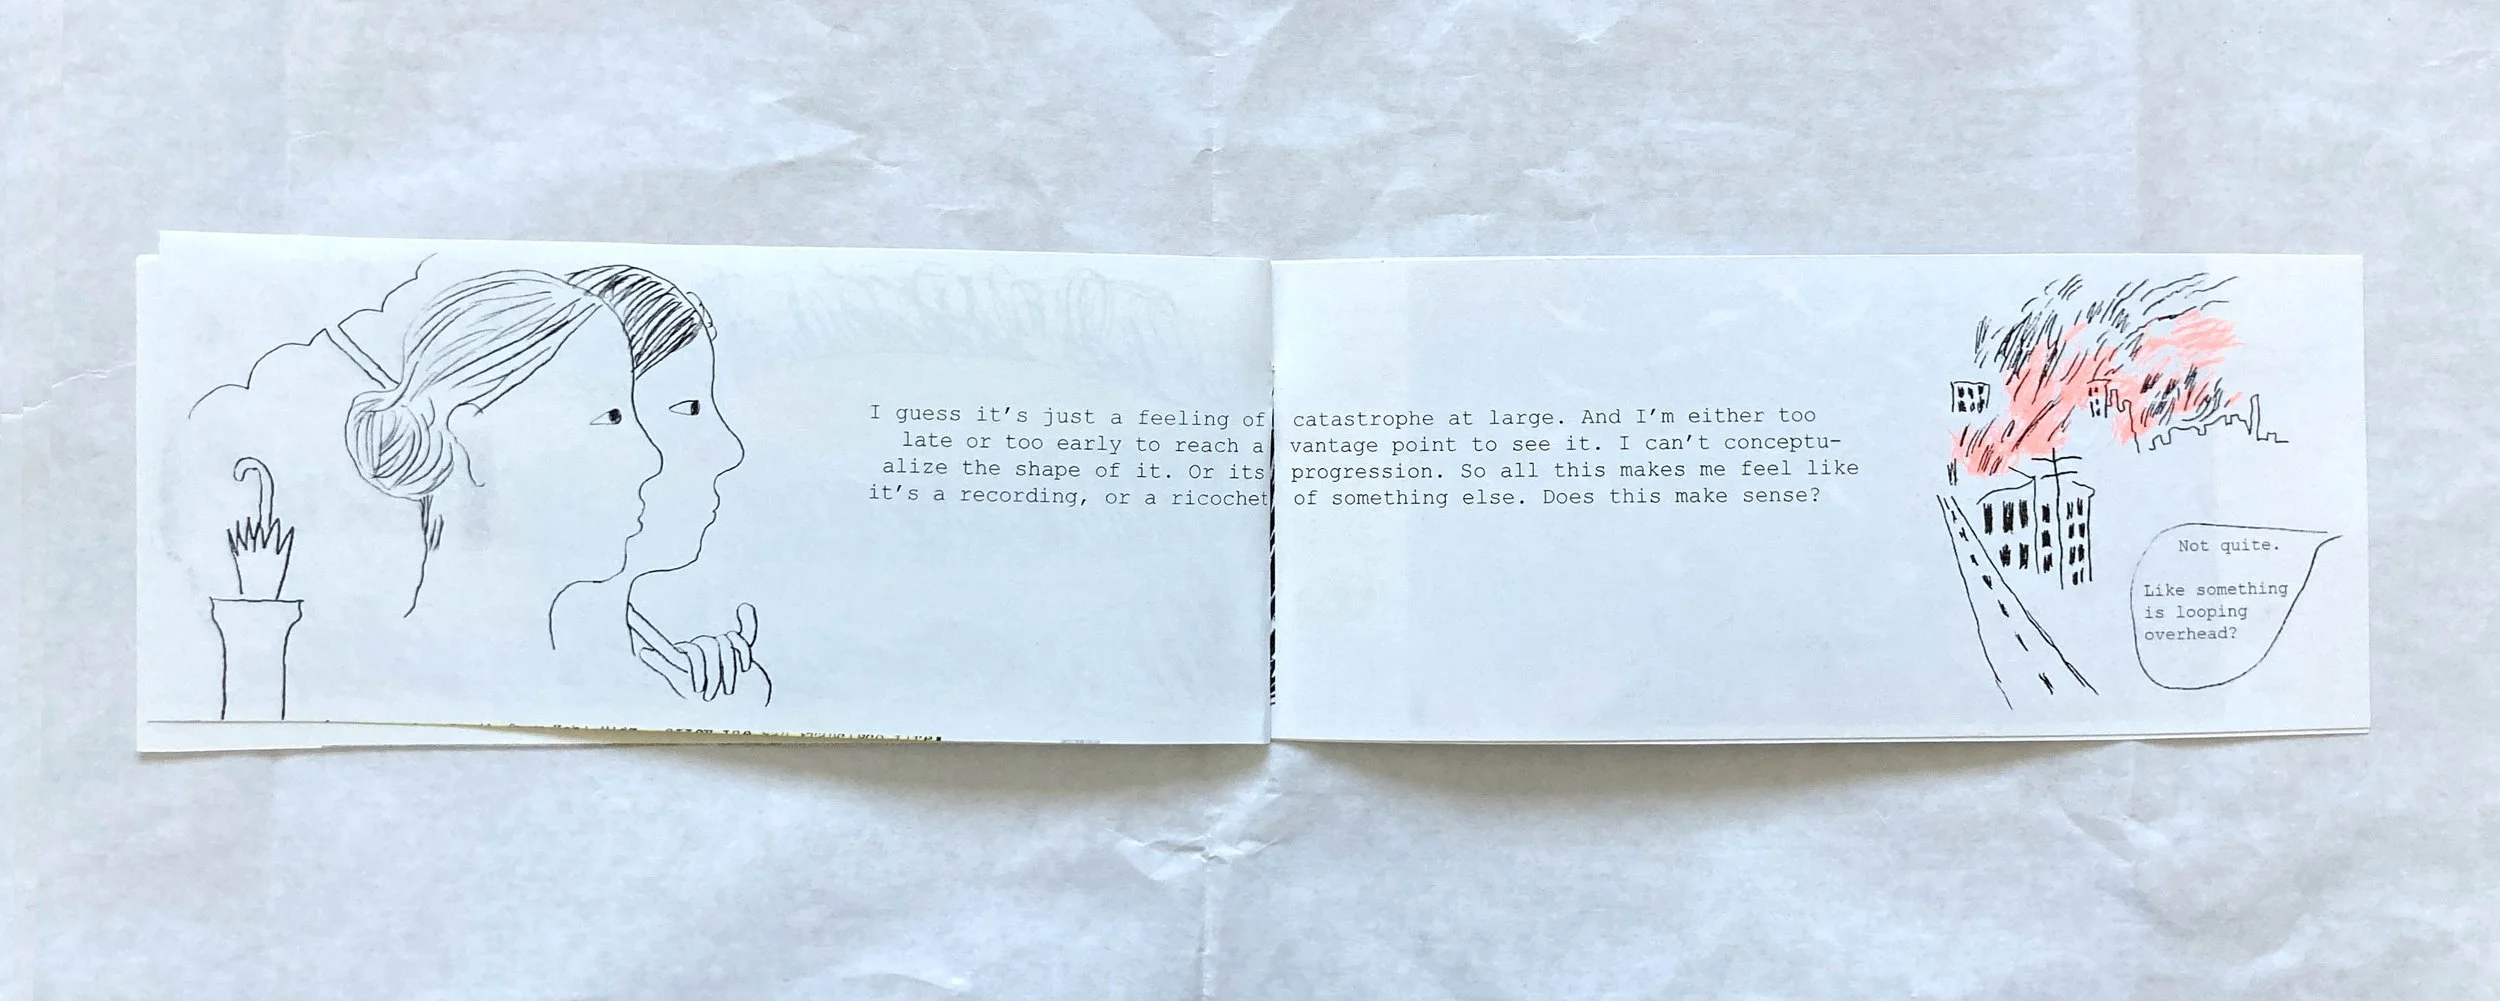 I guess it's just a feeling of catastrophe at large. And I'm either too
late or too early to reach a vantage point to see it. I can't conceptu-
alize the shape of it. Or its progression. So all this makes me feel like
it's a recording, or a ricochet of something else. Does this make sense?
Not quite.
Like something
is looping
overhead?